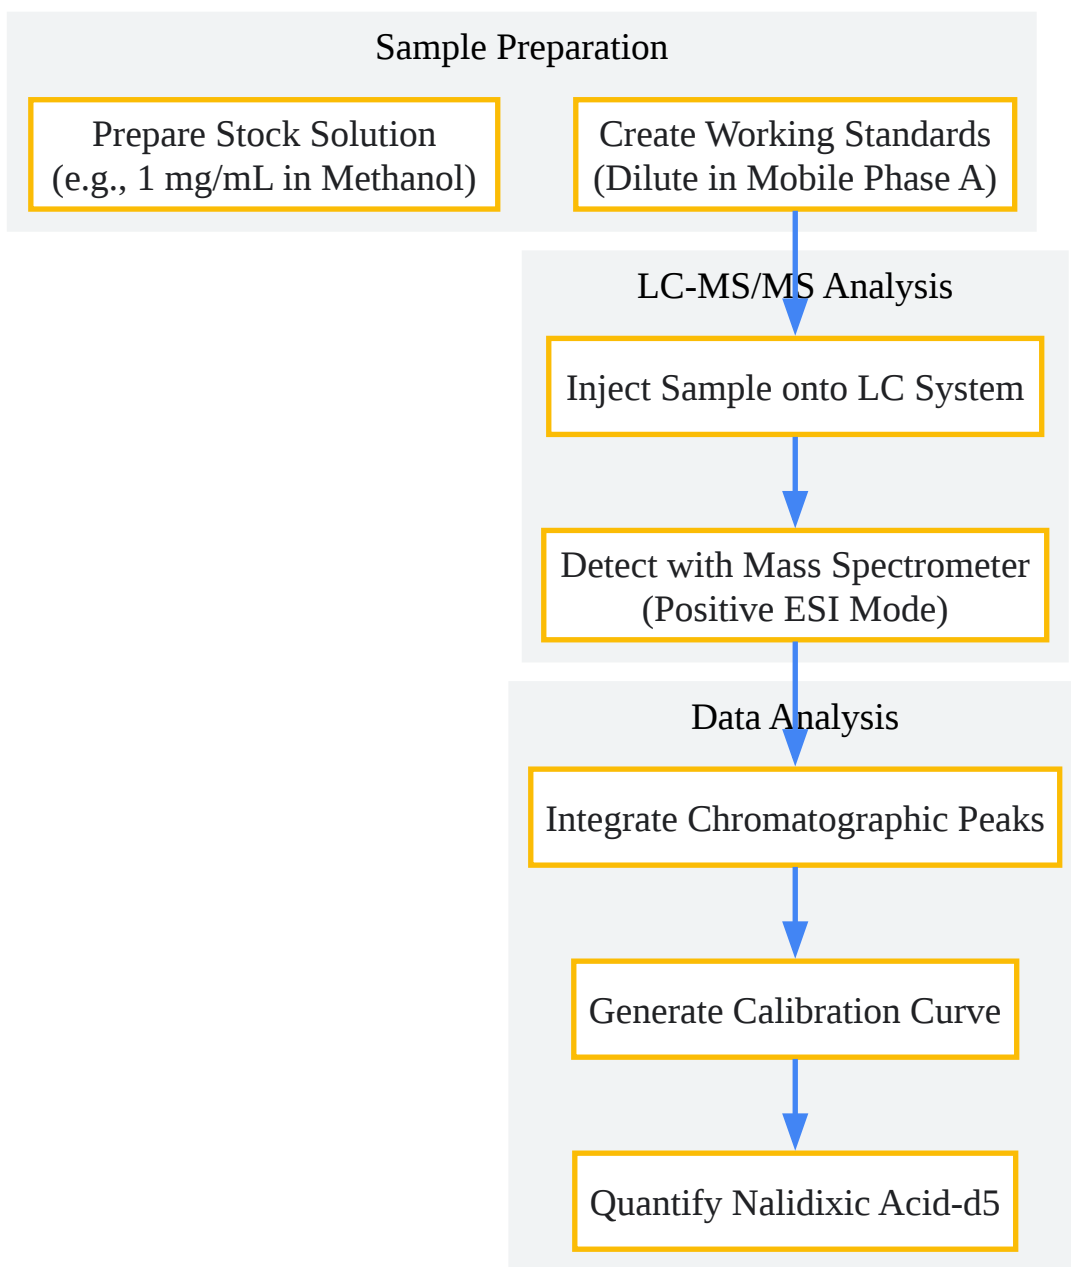 Sample Preparation
Prepare Stock Solution
(e.g., 1 mg/mL in Methanol)
Create Working Standards
(Dilute in Mobile Phase A)
LC-MS/MS Analysis
Inject Sample onto LC System
Detect with Mass Spectrometer
(Positive ESI Mode)
Data Analysis
Integrate Chromatographic Peaks
Generate Calibration Curve
Quantify Nalidixic Acid-d5